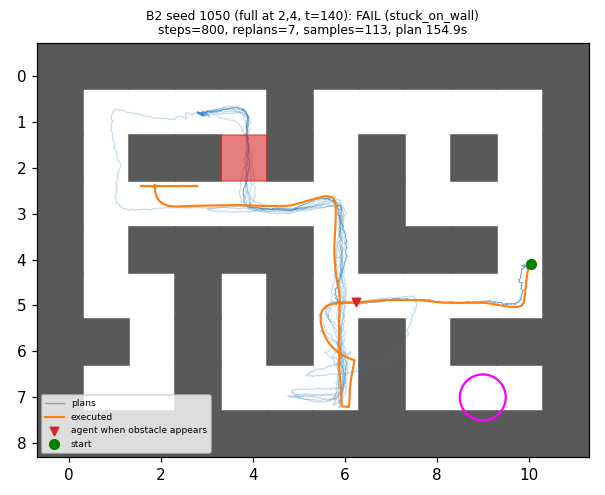 B2 seed 1050 (full at 2,4, t=140): FAIL (stuck_on_wall)
steps=800, replans=7, samples=113, plan 154.9s
0
1
2
3
4
5
6
7
8
plans
executed
agent when obstacle appears
start
0 2 4 6 8 10